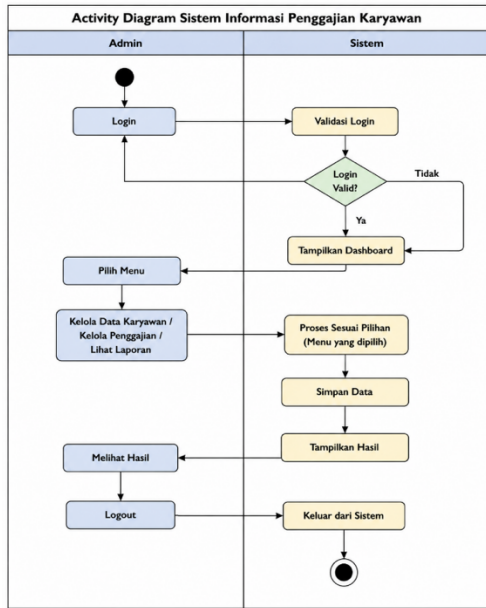 Activity Diagram Sistem Informasi Penggajian Karyawan
Admin
Sistem
Login
Validasi Login
Login
Valid?
Tidak
Ya
Tampilkan Dashboard
Pilih Menu
Kelola Data Karyawan /
Kelola Penggajian /
Lihat Laporan
Proses Sesuai Pilihan
(Menu yang dipilih)
Simpan Data
Tampilkan Hasil
Melihat Hasil
Logout
Keluar dari Sistem